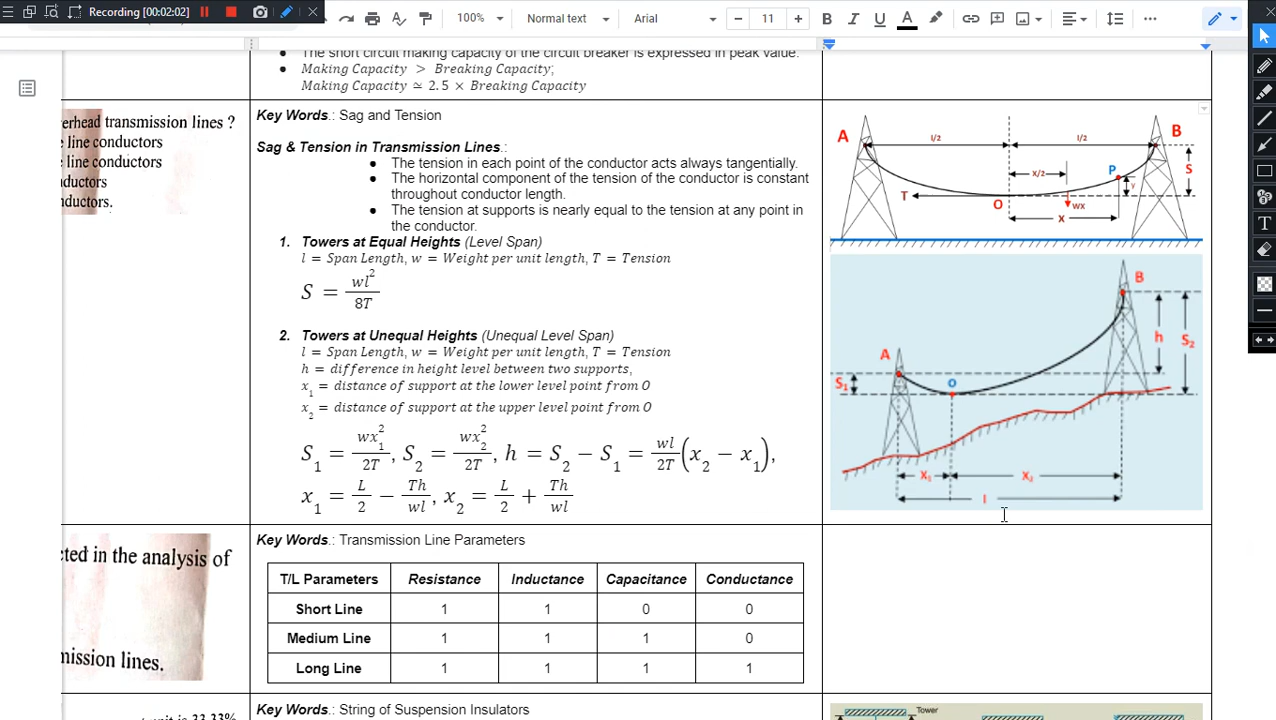 Recording [00:02:02]
100%
Normal text
Arial
11
B I U A
The short circuit making capacity of the circuit breaker is expressed in peak value.
Making Capacity > Breaking Capacity;
Making Capacity ≃ 2.5 × Breaking Capacity
erhead transmission lines ?
line conductors
line conductors
ductors
ductors.
Key Words.: Sag and Tension
Sag & Tension in Transmission Lines.:
The tension in each point of the conductor acts always tangentially.
The horizontal component of the tension of the conductor is constant
throughout conductor length.
The tension at supports is nearly equal to the tension at any point in
the conductor.
1. Towers at Equal Heights (Level Span)
l = Span Length, w = Weight per unit length, T = Tension
S = wl²/8T
2. Towers at Unequal Heights (Unequal Level Span)
l = Span Length, w = Weight per unit length, T = Tension
h = difference in height level between two supports,
x₁ = distance of support at the lower level point from O
x₂ = distance of support at the upper level point from O
S₁ = wx₁²/2T, S₂ = wx₂²/2T, h = S₂ − S₁ = wl/2T (x₂ − x₁),
x₁ = L/2 − Th/wl, x₂ = L/2 + Th/wl
A
l/2
l/2
B
x/2
P
S
y
T
O
wx
x
B
h
S₂
A
S₁
O
X₁
X₂
l
cted in the analysis of
mission lines.
Key Words.: Transmission Line Parameters
T/L Parameters Resistance Inductance Capacitance Conductance
Short Line 1 1 0 0
Medium Line 1 1 1 0
Long Line 1 1 1 1
unit is 33.33%
Key Words.: String of Suspension Insulators
Tower
T